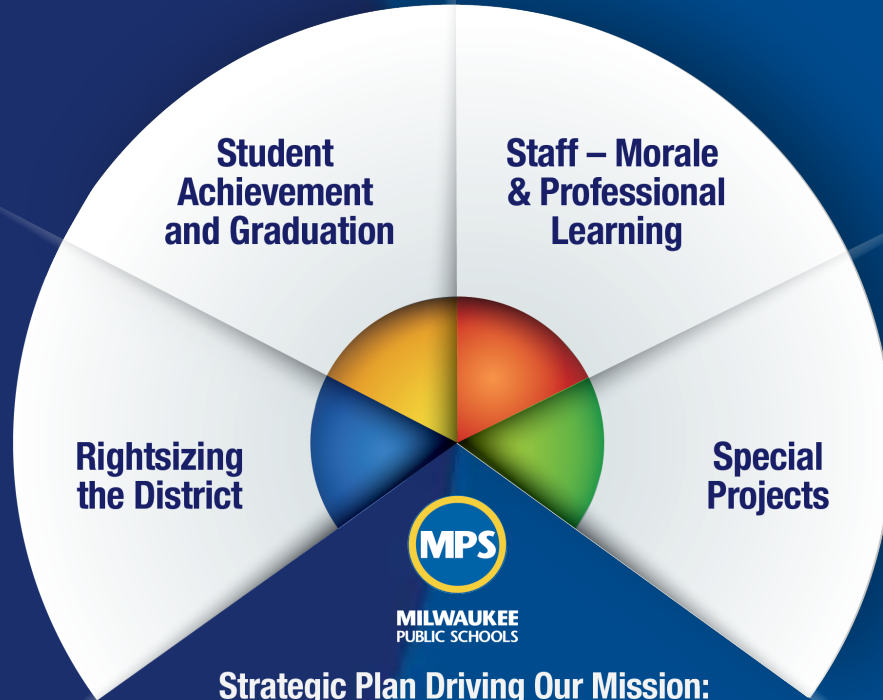 Student
Achievement
and Graduation
Staff – Morale
& Professional
Learning
Rightsizing
the District
Special
Projects
MPS
MILWAUKEE
PUBLIC SCHOOLS
Strategic Plan Driving Our Mission: